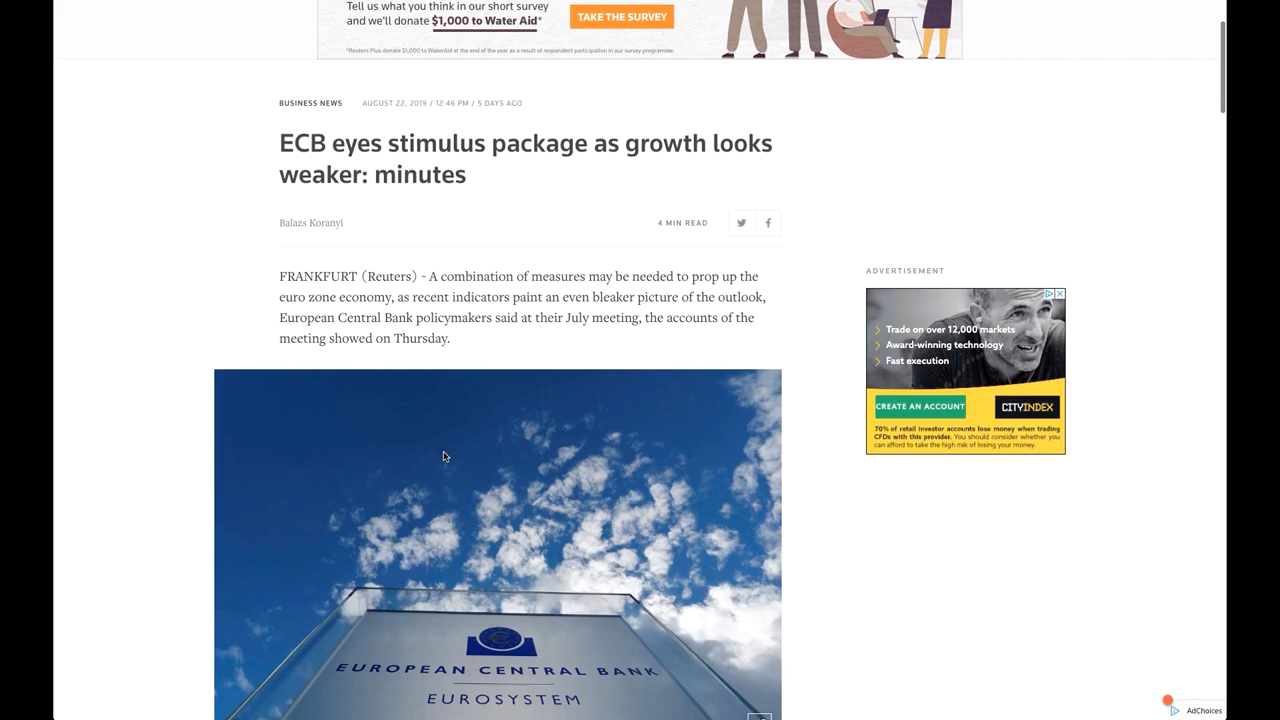 Tell us what you think in our short survey
and we'll donate $1,000 to Water Aid*
TAKE THE SURVEY
*Reuters Plus donate $1,000 to WaterAid at the end of the year as a result of respondent participation in our survey programme.
BUSINESS NEWS AUGUST 22, 2019 / 12:46 PM / 5 DAYS AGO
ECB eyes stimulus package as growth looks
weaker: minutes
Balazs Koranyi
4 MIN READ
FRANKFURT (Reuters) - A combination of measures may be needed to prop up the
euro zone economy, as recent indicators paint an even bleaker picture of the outlook,
European Central Bank policymakers said at their July meeting, the accounts of the
meeting showed on Thursday.
EUROPEAN CENTRAL BANK
EUROSYSTEM
ADVERTISEMENT
Trade on over 12,000 markets
Award-winning technology
Fast execution
CREATE AN ACCOUNT
CITYINDEX
70% of retail investor accounts lose money when trading
CFDs with this provider. You should consider whether you
can afford to take the high risk of losing your money.
AdChoices